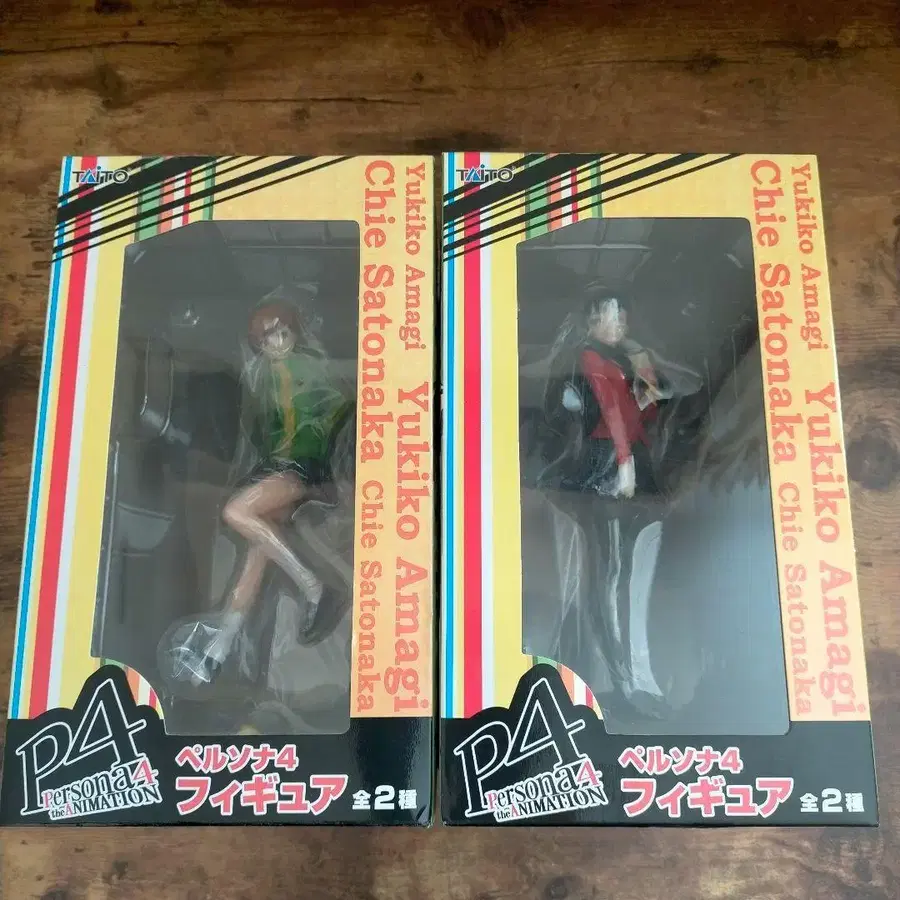 TAITO
Yukiko Amagi
Chie Satonaka
Yukiko Amagi
Chie Satonaka
P4
Persona4
the ANIMATION
ペルソナ4
フィギュア
全2種
TAITO
Yukiko Amagi
Chie Satonaka
Yukiko Amagi
Chie Satonaka
P4
Persona4
the ANIMATION
ペルソナ4
フィギュア
全2種